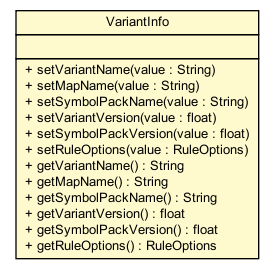 VariantInfo
+ setVariantName(value : String)
+ setMapName(value : String)
+ setSymbolPackName(value : String)
+ setVariantVersion(value : float)
+ setSymbolPackVersion(value : float)
+ setRuleOptions(value : RuleOptions)
+ getVariantName() : String
+ getMapName() : String
+ getSymbolPackName() : String
+ getVariantVersion() : float
+ getSymbolPackVersion() : float
+ getRuleOptions() : RuleOptions